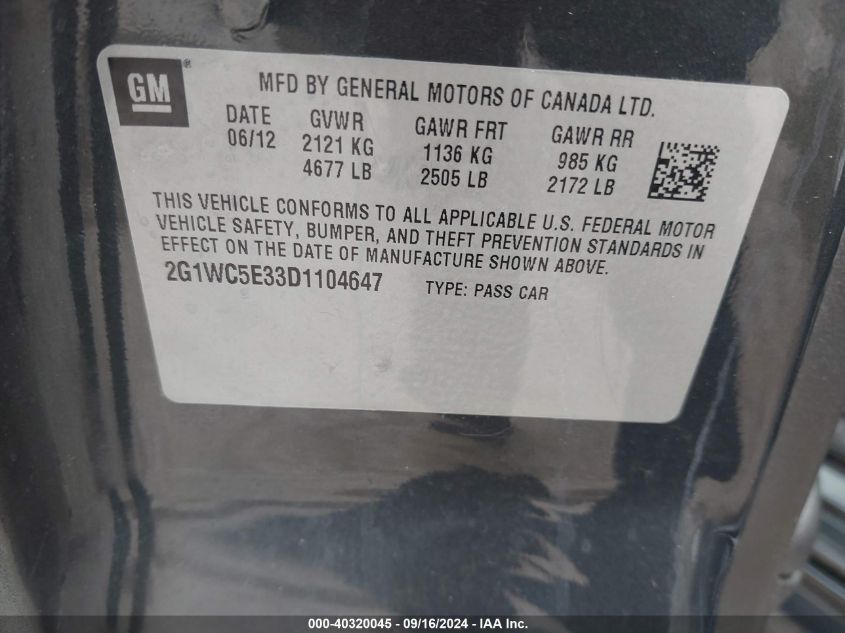 GM®
MFD BY GENERAL MOTORS OF CANADA LTD.
DATE GVWR GAWR FRT GAWR RR
06/12 2121 KG 1136 KG 985 KG
4677 LB 2505 LB 2172 LB
THIS VEHICLE CONFORMS TO ALL APPLICABLE U.S. FEDERAL MOTOR
VEHICLE SAFETY, BUMPER, AND THEFT PREVENTION STANDARDS IN
EFFECT ON THE DATE OF MANUFACTURE SHOWN ABOVE.
2G1WC5E33D1104647 TYPE: PASS CAR
000-40320045 - 09/16/2024 - IAA, Inc.